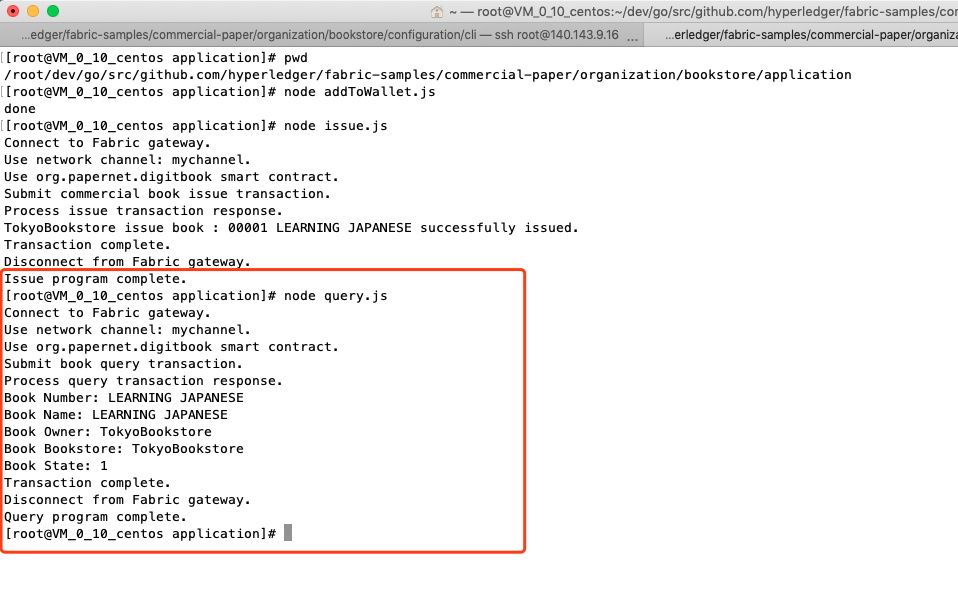 ~ — root@VM_0_10_centos:~/dev/go/src/github.com/hyperledger/fabric-samples/cor
...edger/fabric-samples/commercial-paper/organization/bookstore/configuration/cli — ssh root@140.143.9.16 ...
...erledger/fabric-samples/commercial-paper/organiza
[[root@VM_0_10_centos application]# pwd
/root/dev/go/src/github.com/hyperledger/fabric-samples/commercial-paper/organization/bookstore/application
[[root@VM_0_10_centos application]# node addToWallet.js
done
[[root@VM_0_10_centos application]# node issue.js
Connect to Fabric gateway.
Use network channel: mychannel.
Use org.papernet.digitbook smart contract.
Submit commercial book issue transaction.
Process issue transaction response.
TokyoBookstore issue book : 00001 LEARNING JAPANESE successfully issued.
Transaction complete.
Disconnect from Fabric gateway.
Issue program complete.
[root@VM_0_10_centos application]# node query.js
Connect to Fabric gateway.
Use network channel: mychannel.
Use org.papernet.digitbook smart contract.
Submit book query transaction.
Process query transaction response.
Book Number: LEARNING JAPANESE
Book Name: LEARNING JAPANESE
Book Owner: TokyoBookstore
Book Bookstore: TokyoBookstore
Book State: 1
Transaction complete.
Disconnect from Fabric gateway.
Query program complete.
[root@VM_0_10_centos application]#